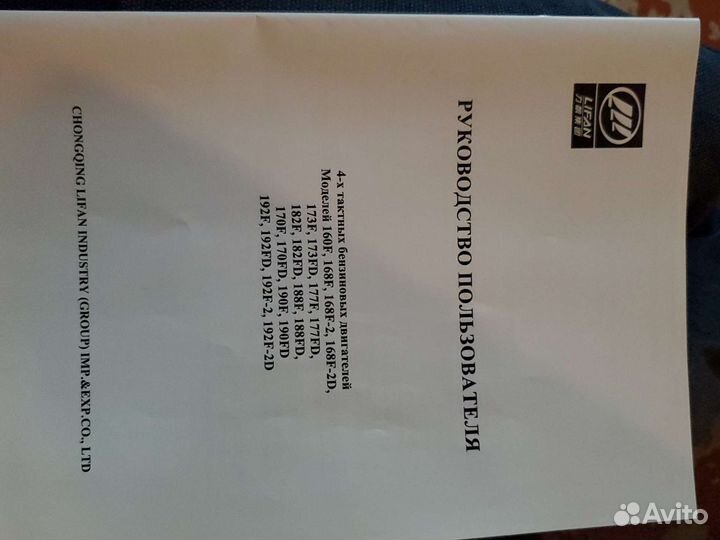 LIFAN
力帆集团
РУКОВОДСТВО ПОЛЬЗОВАТЕЛЯ
4-х тактных бензиновых двигателей
Моделей 160F, 168F, 168F-2, 168F-2D,
173F, 173FD, 177F, 177FD,
182F, 182FD, 188F, 188FD,
170F, 170FD, 190F, 190FD
192F, 192FD, 192F-2, 192F-2D
CHONGQING LIFAN INDUSTRY (GROUP) IMP.&EXP.CO., LTD
Avito